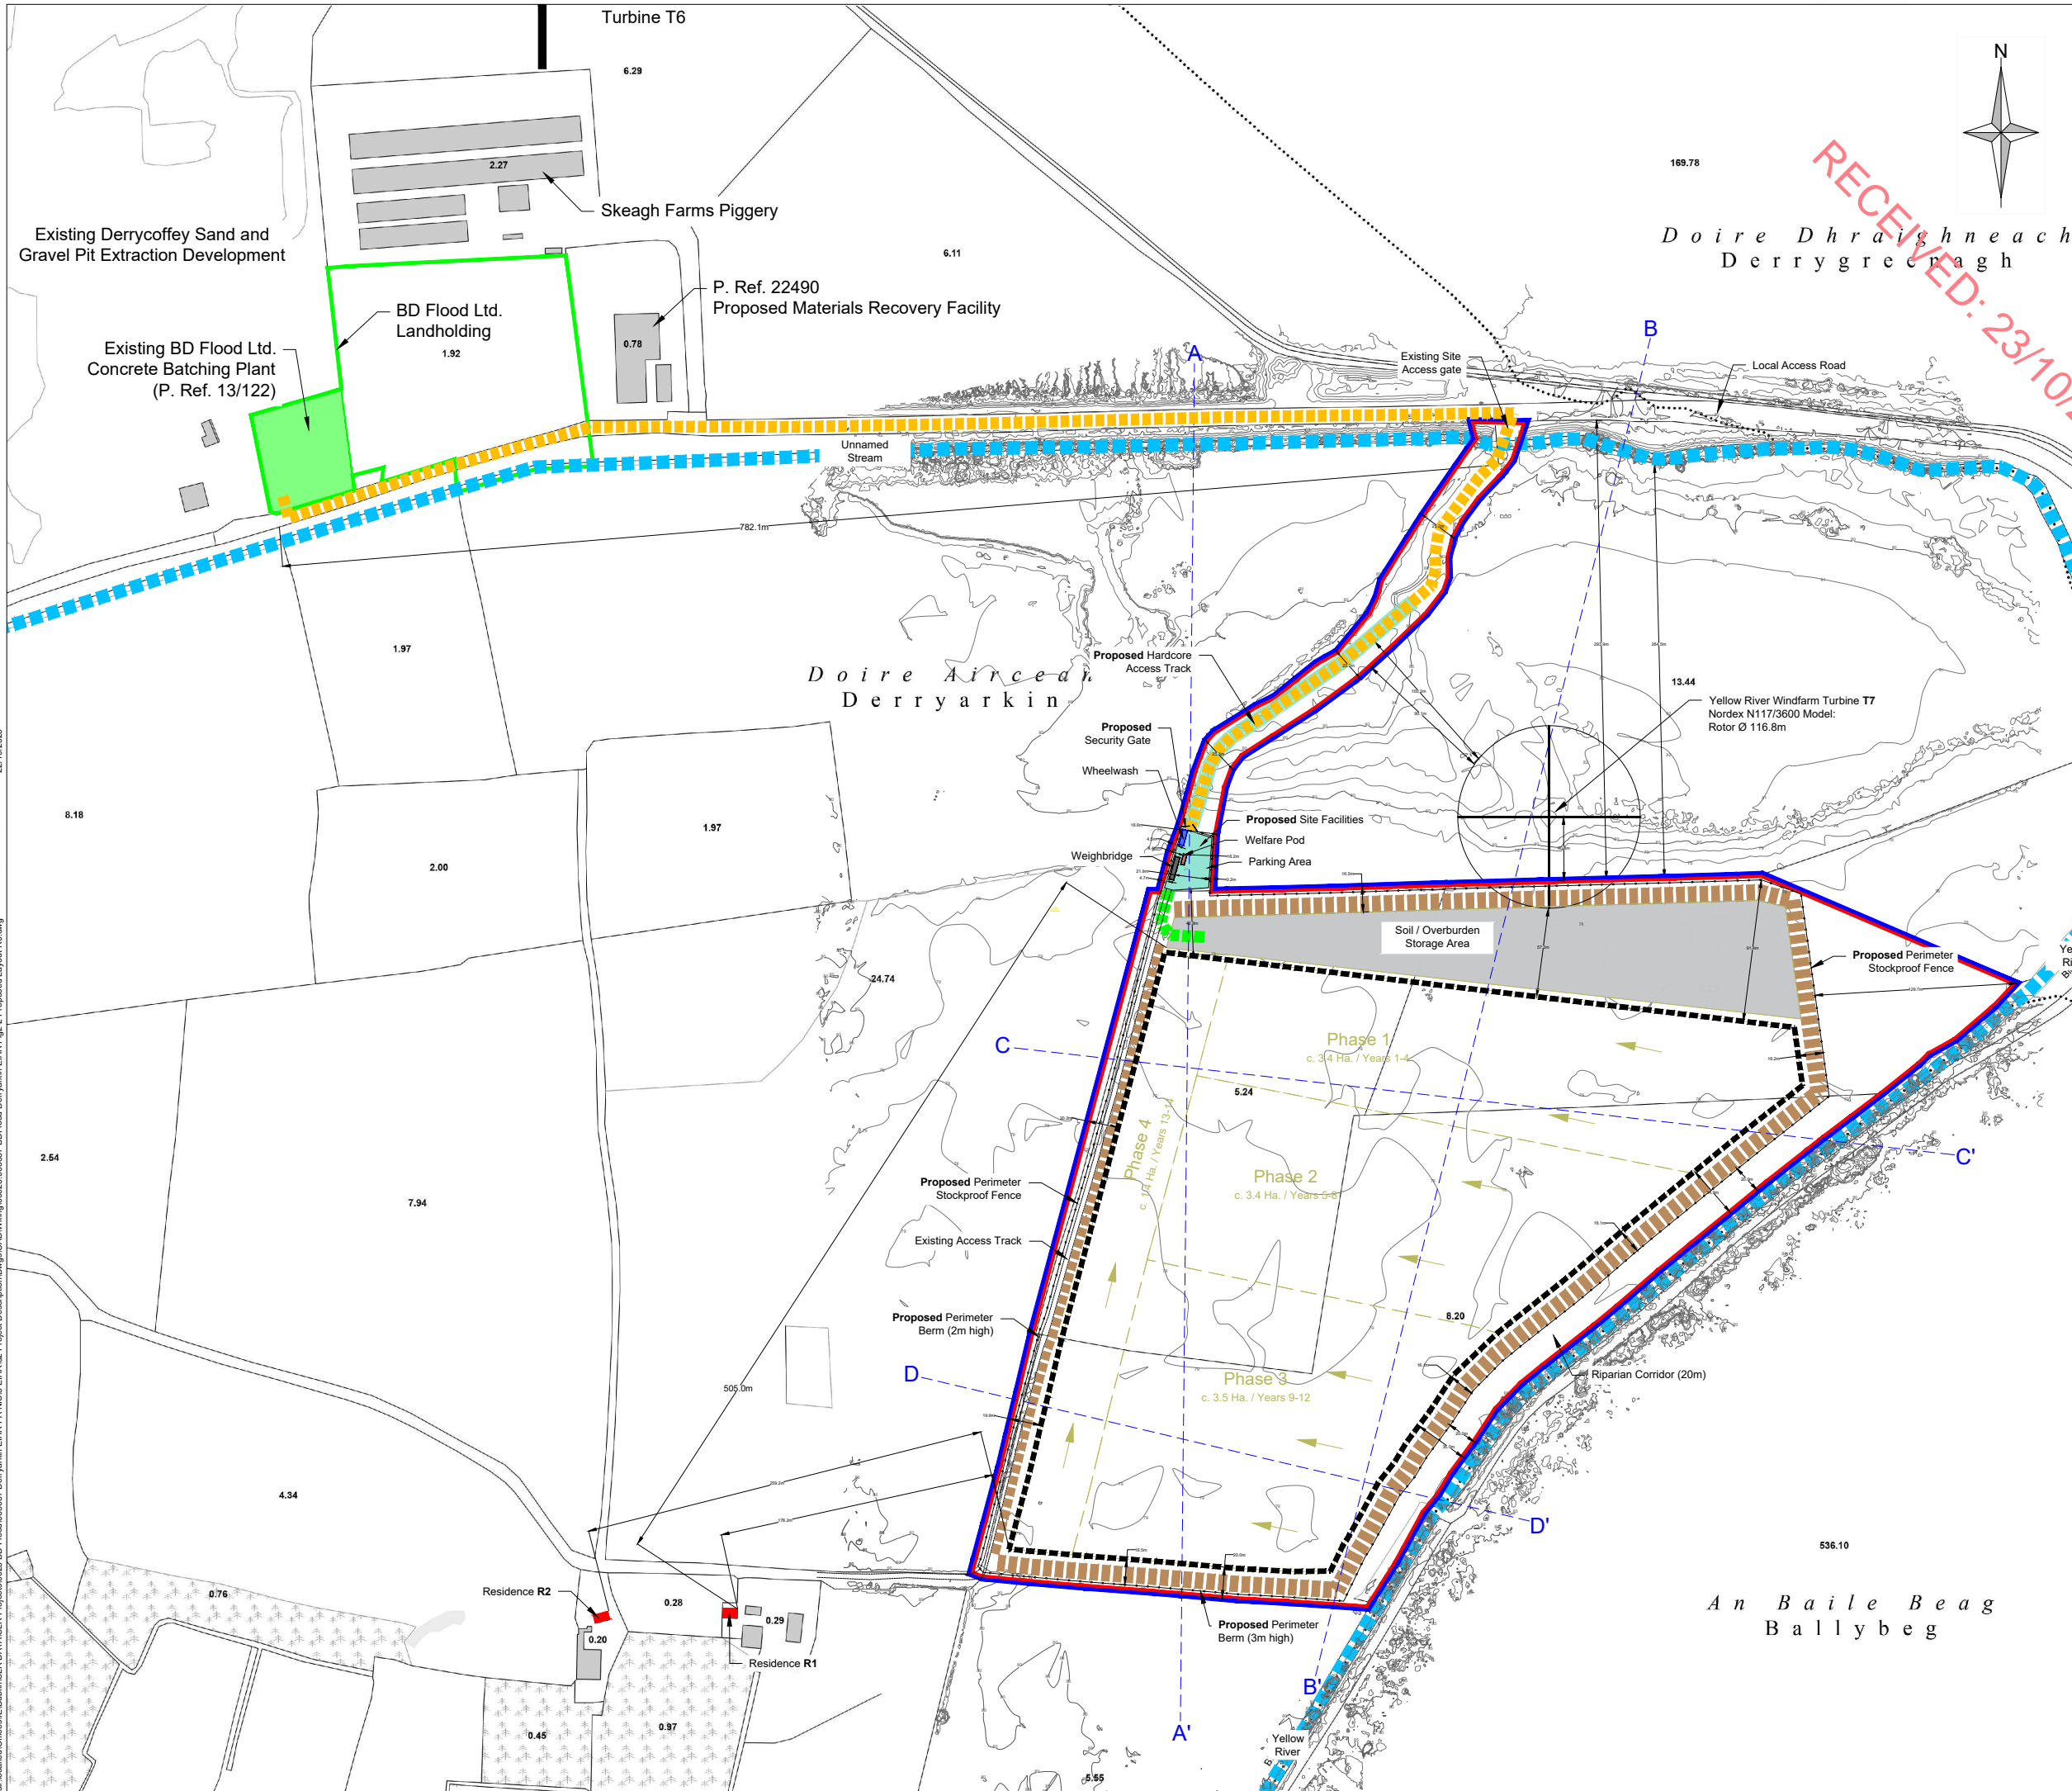 Turbine T6
6.29
N
169.78
2.27
Skeagh Farms Piggery
RECEIVED: 23/10/2
Existing Derrycoffey Sand and
Gravel Pit Extraction Development
Doire Dhraighneach
Derrygreenagh
6.11
P. Ref. 22490
Proposed Materials Recovery Facility
BD Flood Ltd.
Landholding
1.92
0.78
Existing BD Flood Ltd.
Concrete Batching Plant
(P. Ref. 13/122)
A
B
Existing Site
Access gate
Local Access Road
Unnamed
Stream
782.1m
1.97
Doire Aircean
Derryarkin
Proposed Hardcore
Access Track
13.44
Yellow River Windfarm Turbine T7
Nordex N117/3600 Model:
Rotor Ø 116.8m
Proposed
Security Gate
Wheelwash
8.18
1.97
2.00
Proposed Site Facilities
Welfare Pod
Parking Area
Weighbridge
Soil / Overburden
Storage Area
Proposed Perimeter
Stockproof Fence
24.74
C
Phase 1
c. 3.4 Ha. / Years 1-4
5.24
Phase 4
c. 1.4 Ha. / Years 13-14
2.54
C'
7.94
Phase 2
c. 3.4 Ha. / Years 5-8
Proposed Perimeter
Stockproof Fence
Existing Access Track
Proposed Perimeter
Berm (2m high)
8.20
D
Phase 3
c. 3.5 Ha. / Years 9-12
Riparian Corridor (20m)
505.0m
4.34
D'
536.10
0.76
Residence R2
0.28
0.29
0.20
Residence R1
Proposed Perimeter
Berm (3m high)
An Baile Beag
Ballybeg
B'
A'
0.45
0.97
Yellow
River
5.55